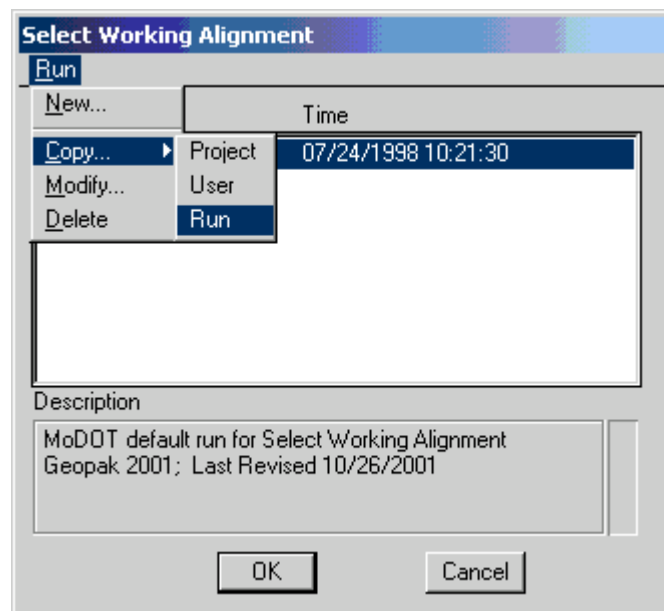 Select Working Alignment
Run
New...
Time
Copy... Project 07/24/1998 10:21:30
Modify... User
Delete Run
Description
MoDOT default run for Select Working Alignment
Geopak 2001; Last Revised 10/26/2001
OK Cancel